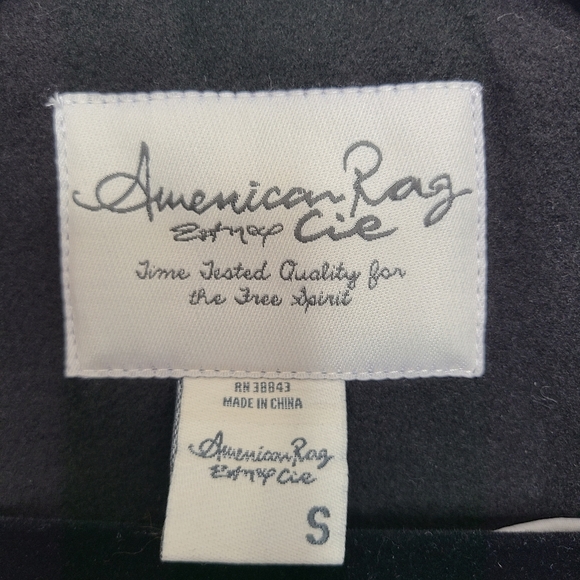 American Rag
Cie
Time Tested Quality for
the Free Spirit
RN 38843
MADE IN CHINA
American Rag
Cie
S